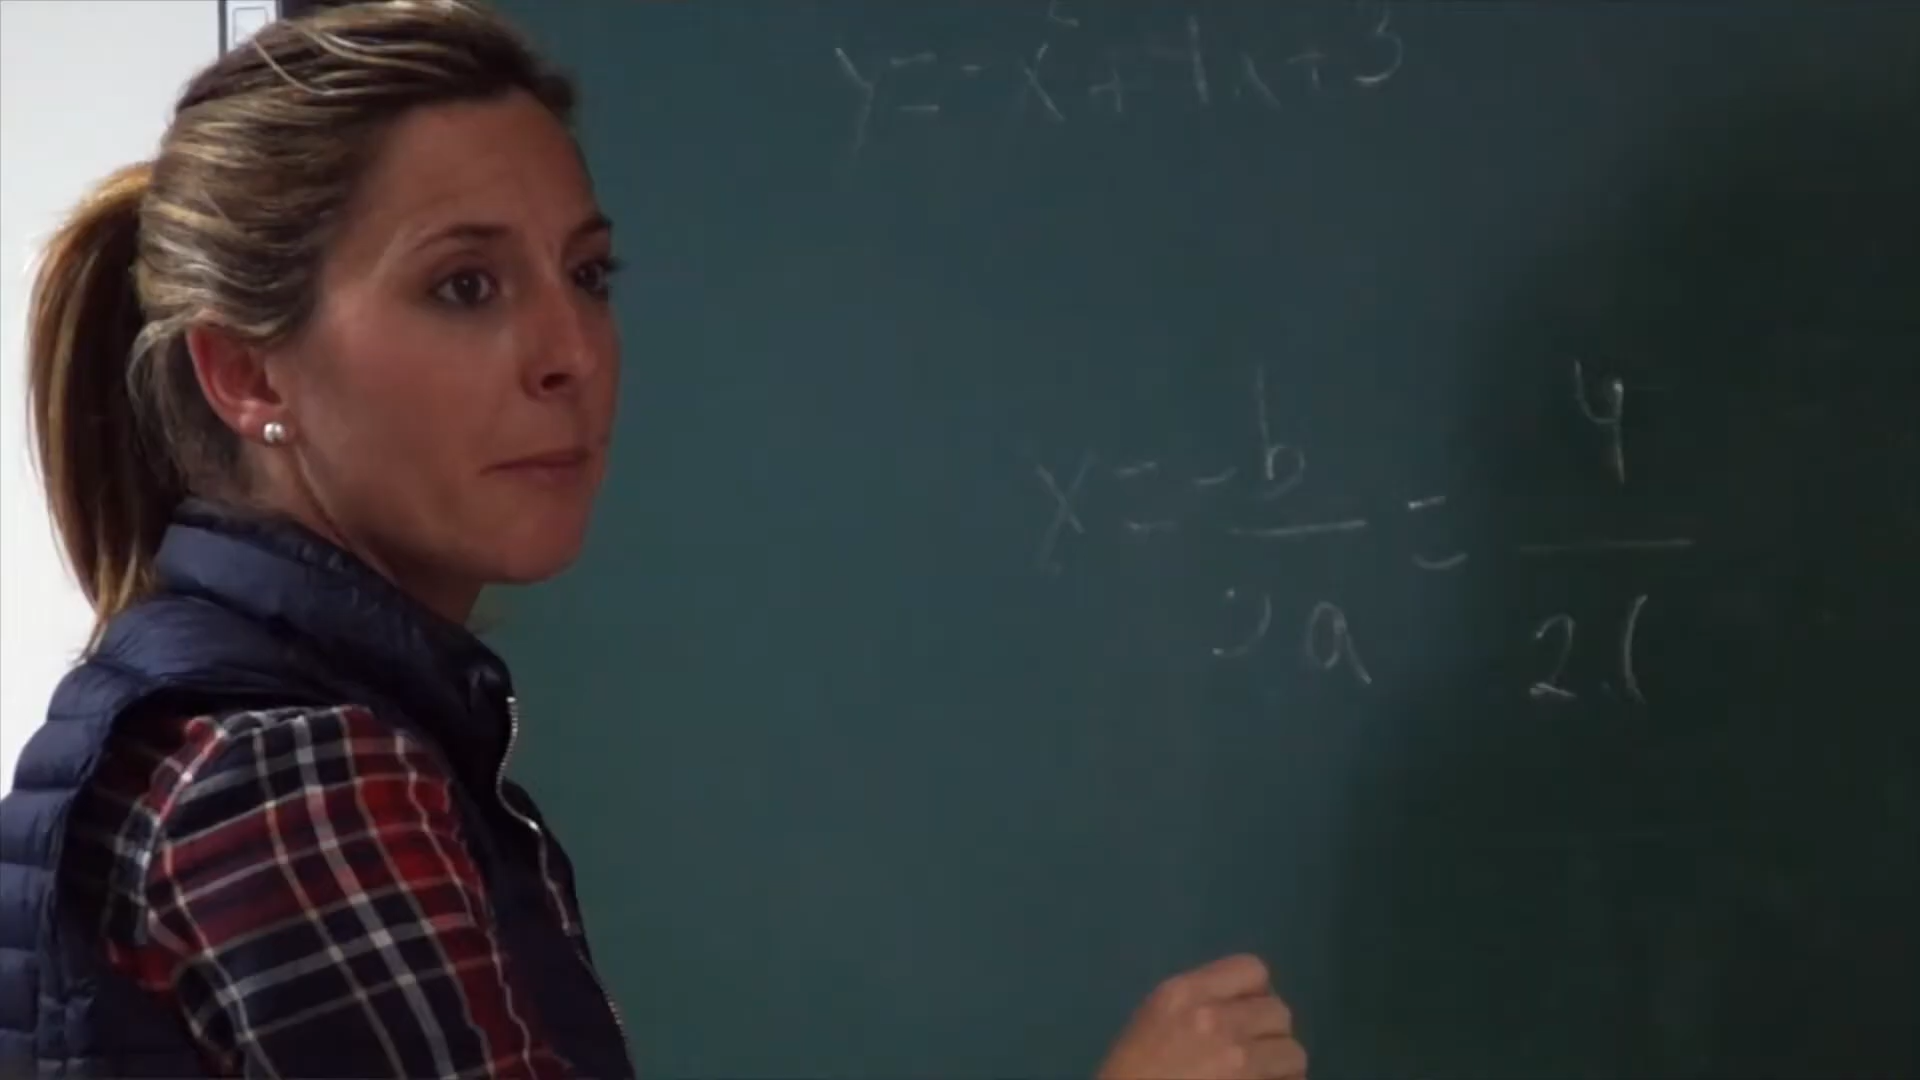 y = -x² + 4x + 3
x = -b/2a = 4/2.(